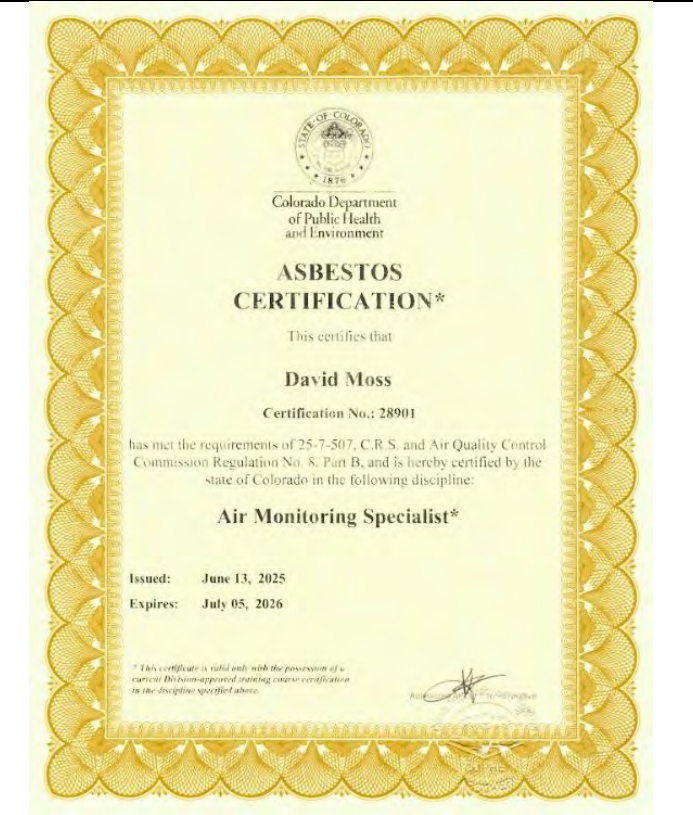 STATE OF COLORADO
1876
Colorado Department
of Public Health
and Environment
ASBESTOS
CERTIFICATION*
This certifies that
David Moss
Certification No.: 28901
has met the requirements of 25-7-507, C.R.S. and Air Quality Control
Commission Regulation No. 8, Part B, and is hereby certified by the
state of Colorado in the following discipline:
Air Monitoring Specialist*
Issued: June 13, 2025
Expires: July 05, 2026
* This certificate is valid only with the possession of a
current Division-approved training course certification
in the discipline specified above.